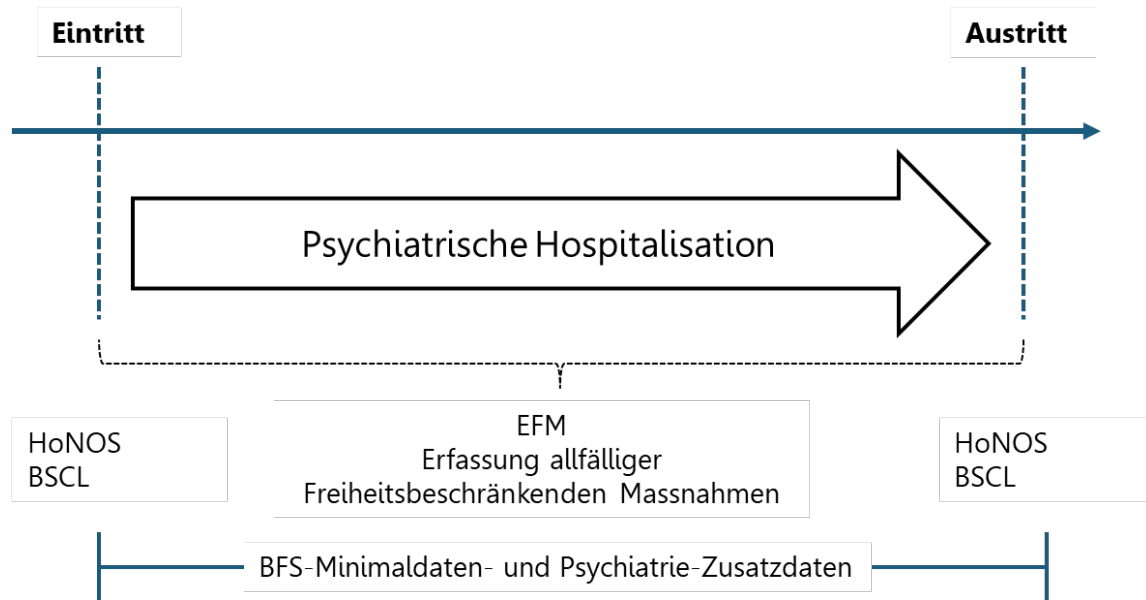 Eintritt
Austritt
Psychiatrische Hospitalisation
HoNOS
BSCL
EFM
Erfassung allfälliger
Freiheitsbeschränkenden Massnahmen
HoNOS
BSCL
BFS-Minimaldaten- und Psychiatrie-Zusatzdaten